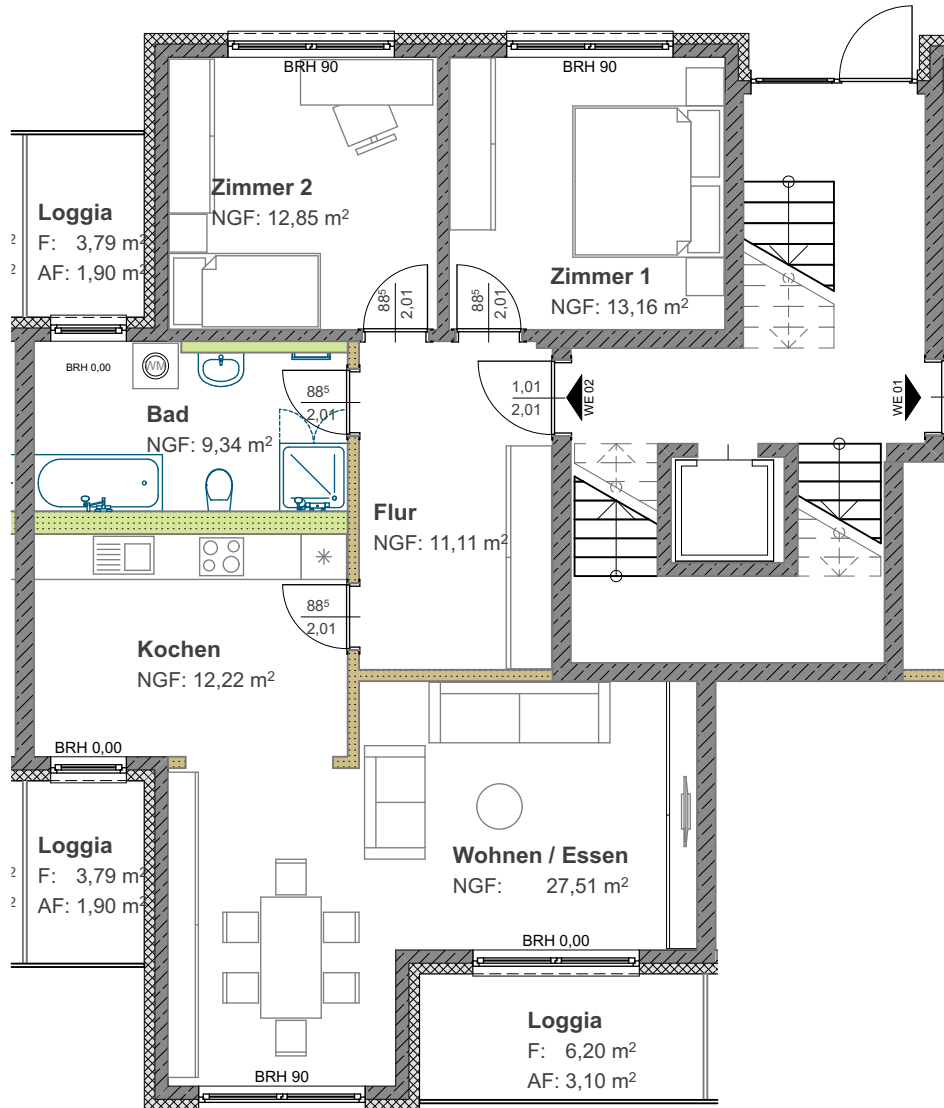 BRH 90
BRH 90
Zimmer 2
NGF: 12,85 m²
Loggia
F: 3,79 m²
AF: 1,90 m²
2
2
Zimmer 1
NGF: 13,16 m²
88⁵
2,01
88⁵
2,01
BRH 0,00
WM
Bad
NGF: 9,34 m²
88⁵
2,01
1,01
2,01
WE 02
WE 01
Flur
NGF: 11,11 m²
88⁵
2,01
Kochen
NGF: 12,22 m²
BRH 0,00
Loggia
F: 3,79 m²
AF: 1,90 m²
2
2
Wohnen / Essen
NGF: 27,51 m²
BRH 0,00
Loggia
F: 6,20 m²
AF: 3,10 m²
BRH 90